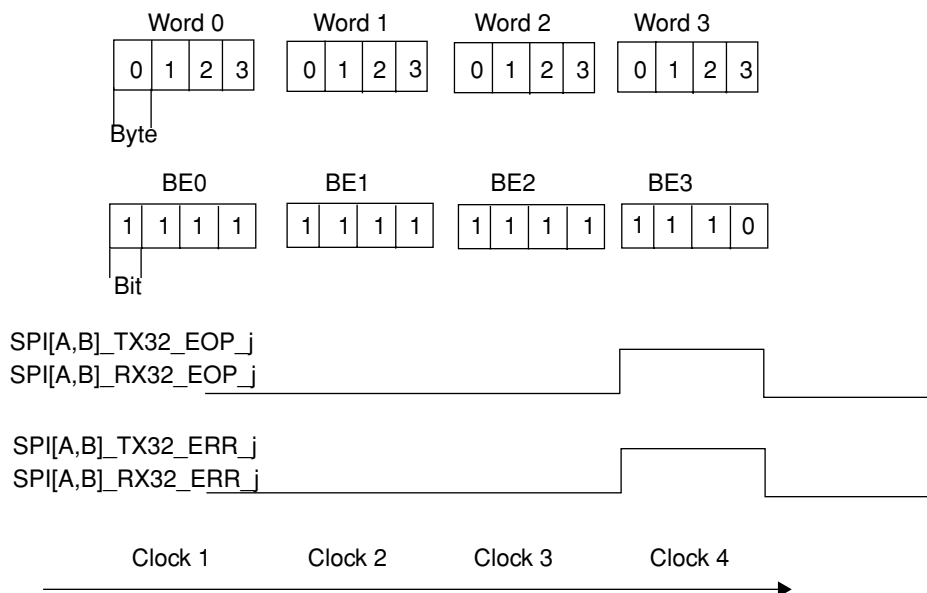 Word 0 Word 1 Word 2 Word 3
0 1 2 3 0 1 2 3 0 1 2 3 0 1 2 3
Byte
BE0 BE1 BE2 BE3
1 1 1 1 1 1 1 1 1 1 1 1 1 1 1 0
Bit
SPI[A,B]_TX32_EOP_j
SPI[A,B]_RX32_EOP_j
SPI[A,B]_TX32_ERR_j
SPI[A,B]_RX32_ERR_j
Clock 1 Clock 2 Clock 3 Clock 4